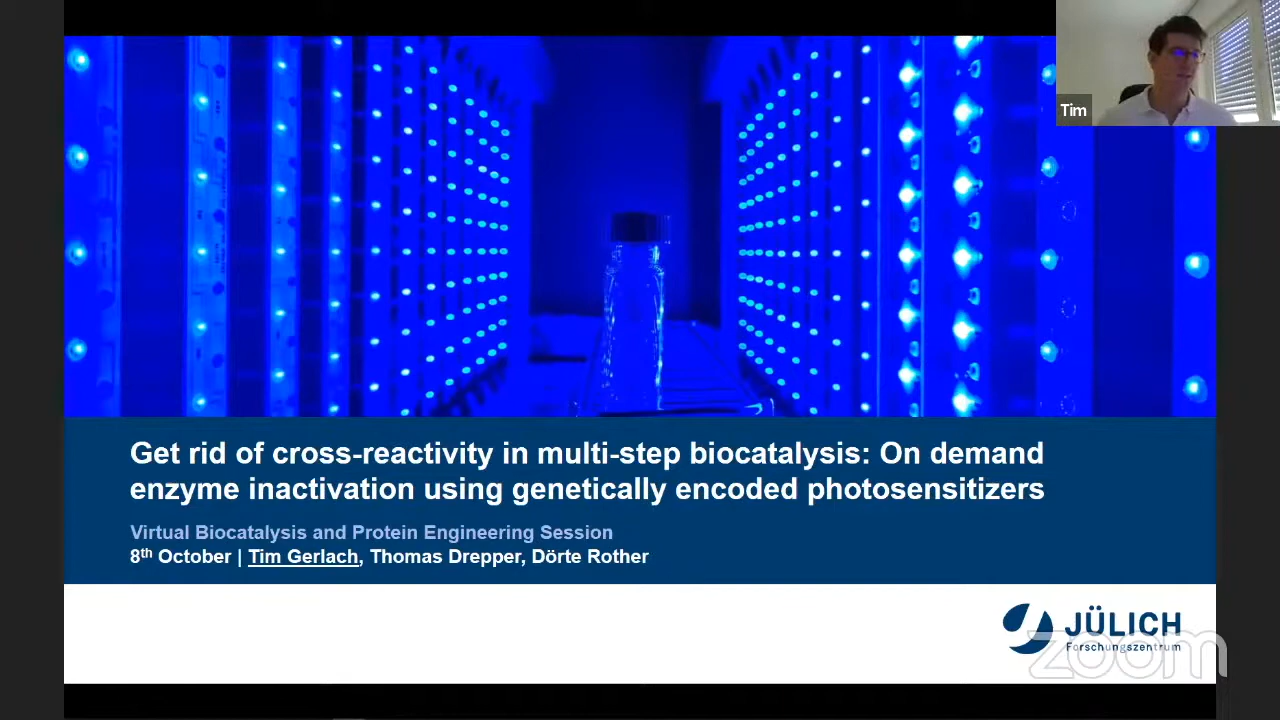 Tim
Get rid of cross-reactivity in multi-step biocatalysis: On demand
enzyme inactivation using genetically encoded photosensitizers
Virtual Biocatalysis and Protein Engineering Session
8th October | Tim Gerlach, Thomas Drepper, Dörte Rother
JÜLICH
Forschungszentrum
zoom